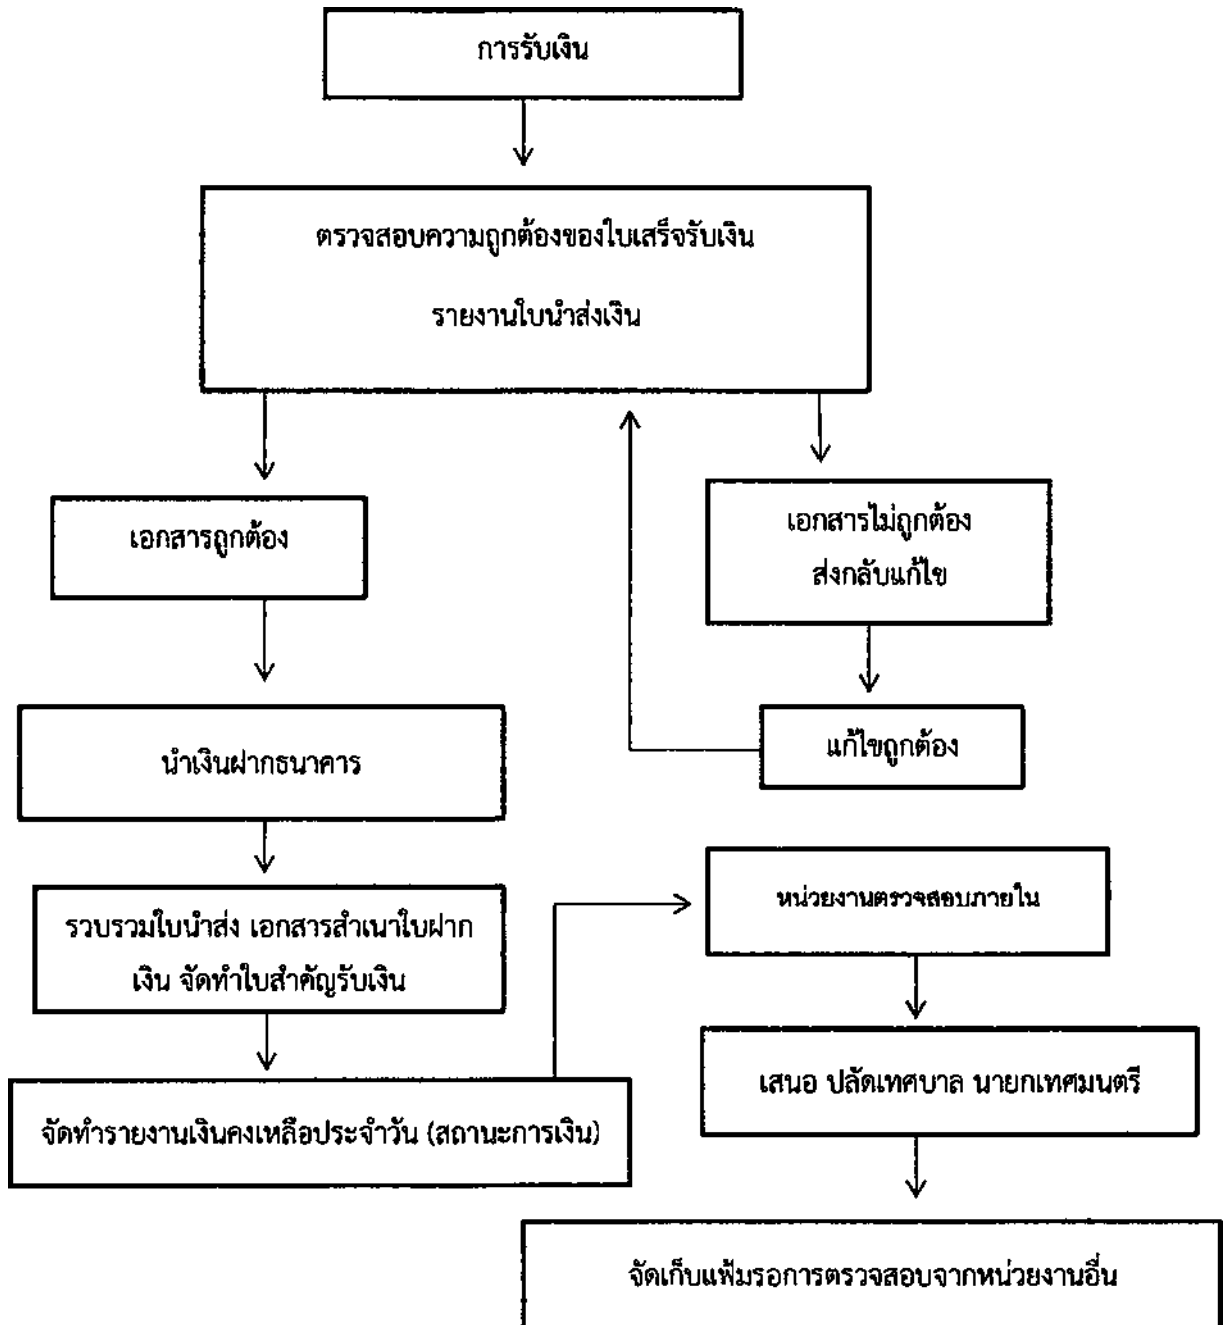 การรับเงิน
ตรวจสอบความถูกต้องของใบเสร็จรับเงิน
รายงานใบนำส่งเงิน
เอกสารถูกต้อง
เอกสารไม่ถูกต้อง
ส่งกลับแก้ไข
แก้ไขถูกต้อง
นำเงินฝากธนาคาร
รวบรวมใบนำส่ง เอกสารสำเนาใบฝาก
เงิน จัดทำใบสำคัญรับเงิน
จัดทำรายงานเงินคงเหลือประจำวัน (สถานะการเงิน)
หน่วยงานตรวจสอบภายใน
เสนอ ปลัดเทศบาล นายกเทศมนตรี
จัดเก็บแฟ้มรอการตรวจสอบจากหน่วยงานอื่น